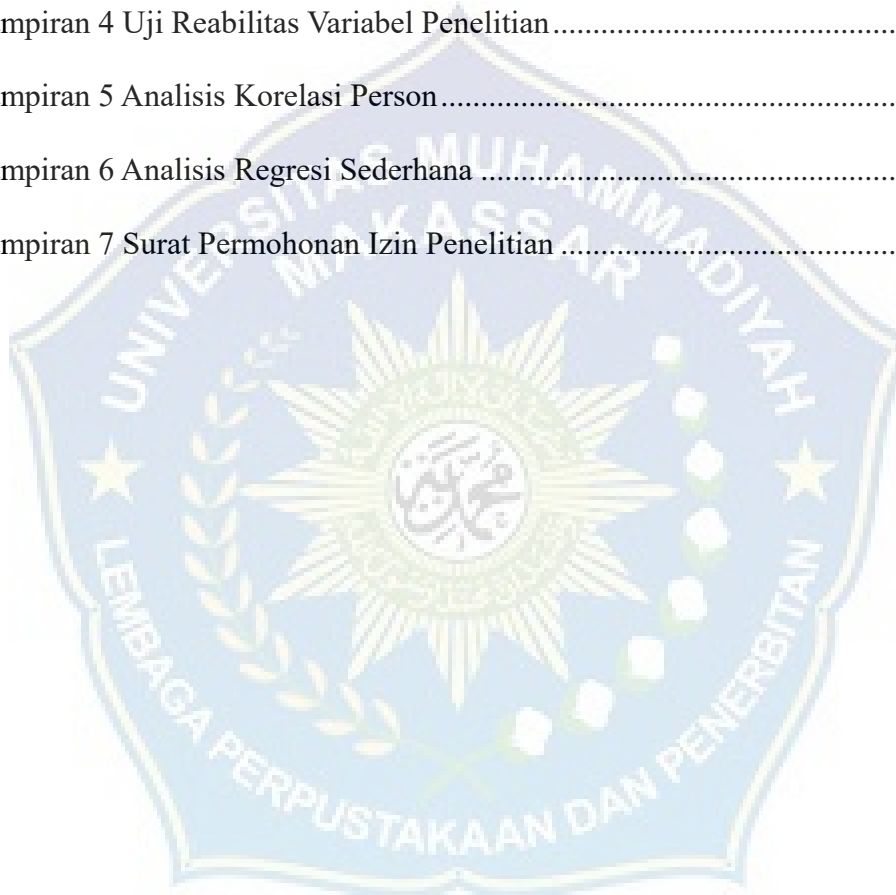 mpiran 4 Uji Reabilitas Variabel Penelitian
mpiran 5 Analisis Korelasi Person
mpiran 6 Analisis Regresi Sederhana
mpiran 7 Surat Permohonan Izin Penelitian
UNIVERSITAS MUHAMMADIYAH
MAKASSAR
محمدية
LEMBAGA PERPUSTAKAAN DAN PENERBITAN